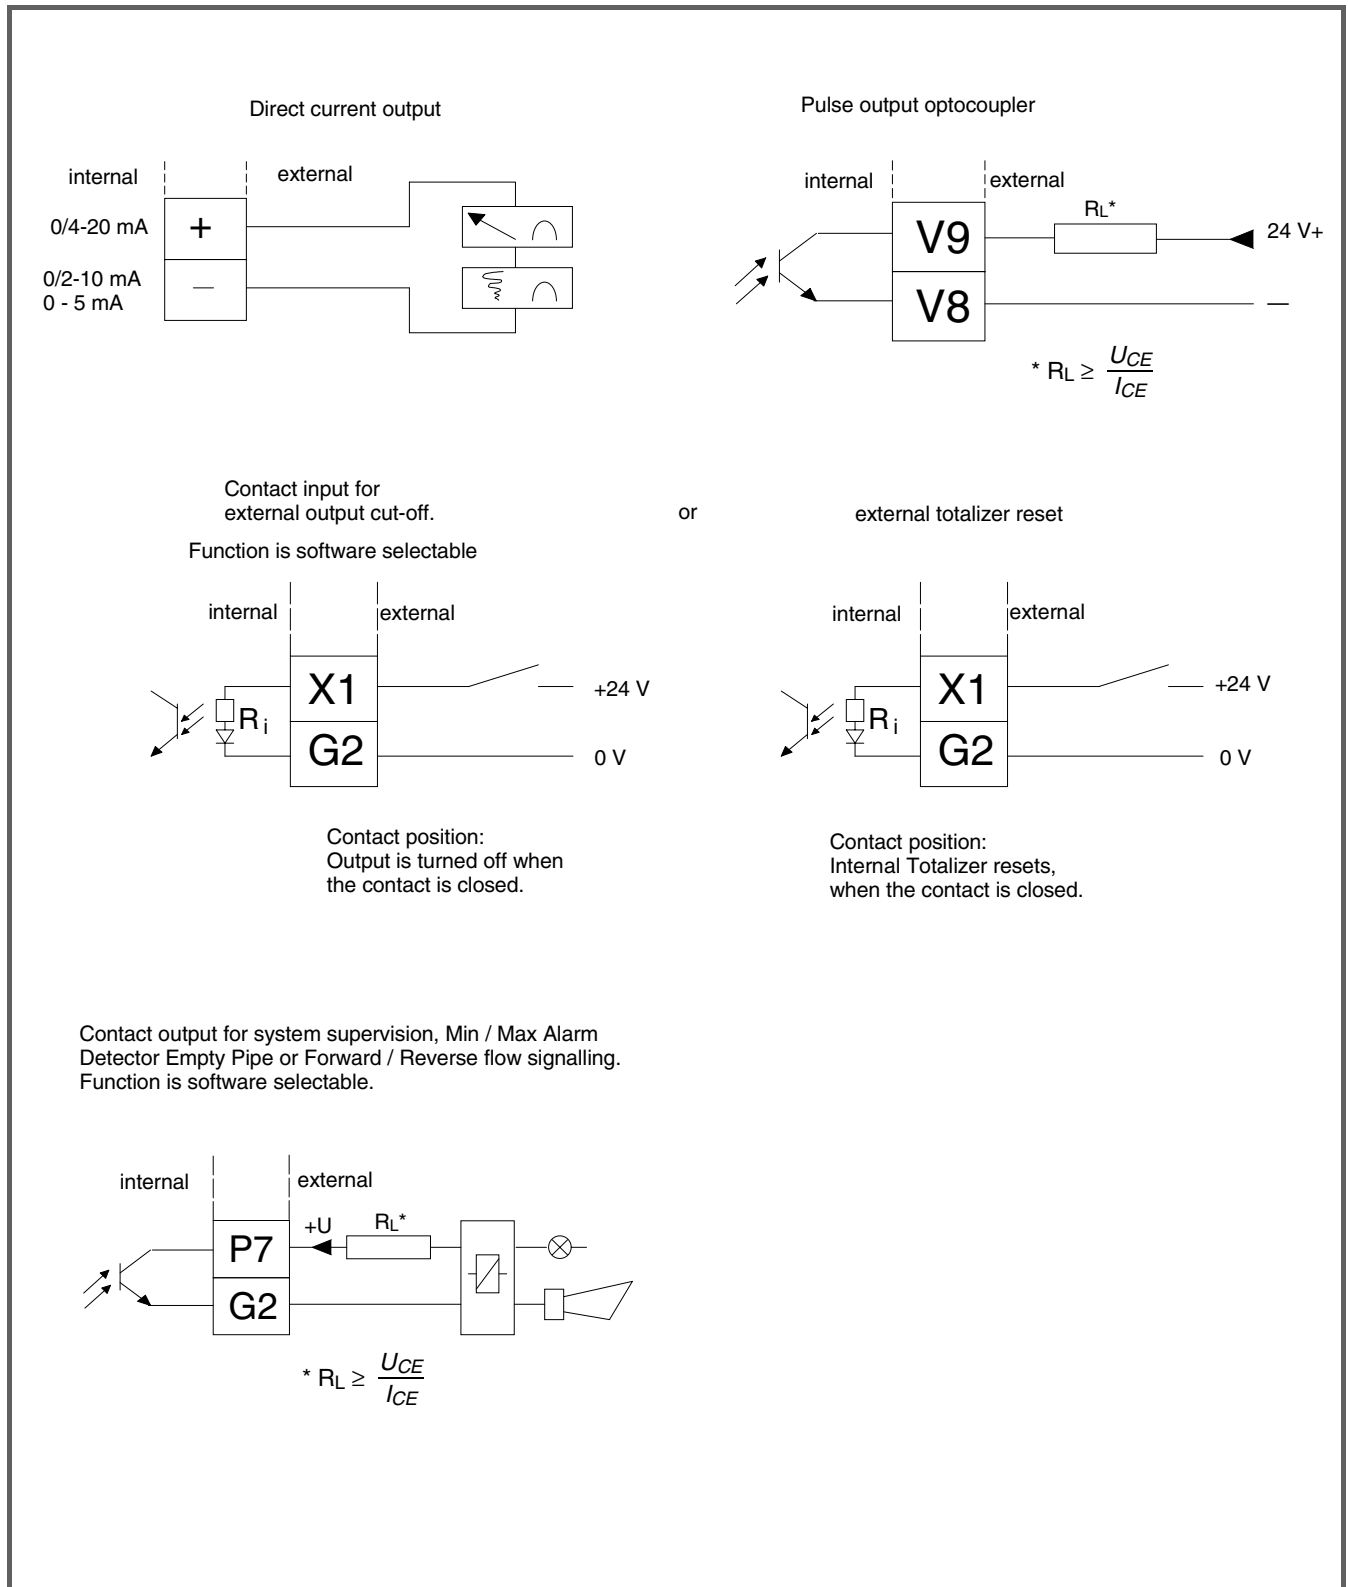 Direct current output
internal
external
0/4-20 mA
+
0/2-10 mA
0 - 5 mA
—
Pulse output optocoupler
internal
external
V9
RL*
24 V+
V8
—
* RL ≥ UCE
ICE
Contact input for
external output cut-off.
Function is software selectable
or
external totalizer reset
internal
external
X1
+24 V
Ri
G2
0 V
Contact position:
Output is turned off when
the contact is closed.
internal
external
X1
+24 V
Ri
G2
0 V
Contact position:
Internal Totalizer resets,
when the contact is closed.
Contact output for system supervision, Min / Max Alarm
Detector Empty Pipe or Forward / Reverse flow signalling.
Function is software selectable.
internal
external
P7
+U
RL*
G2
* RL ≥ UCE
ICE